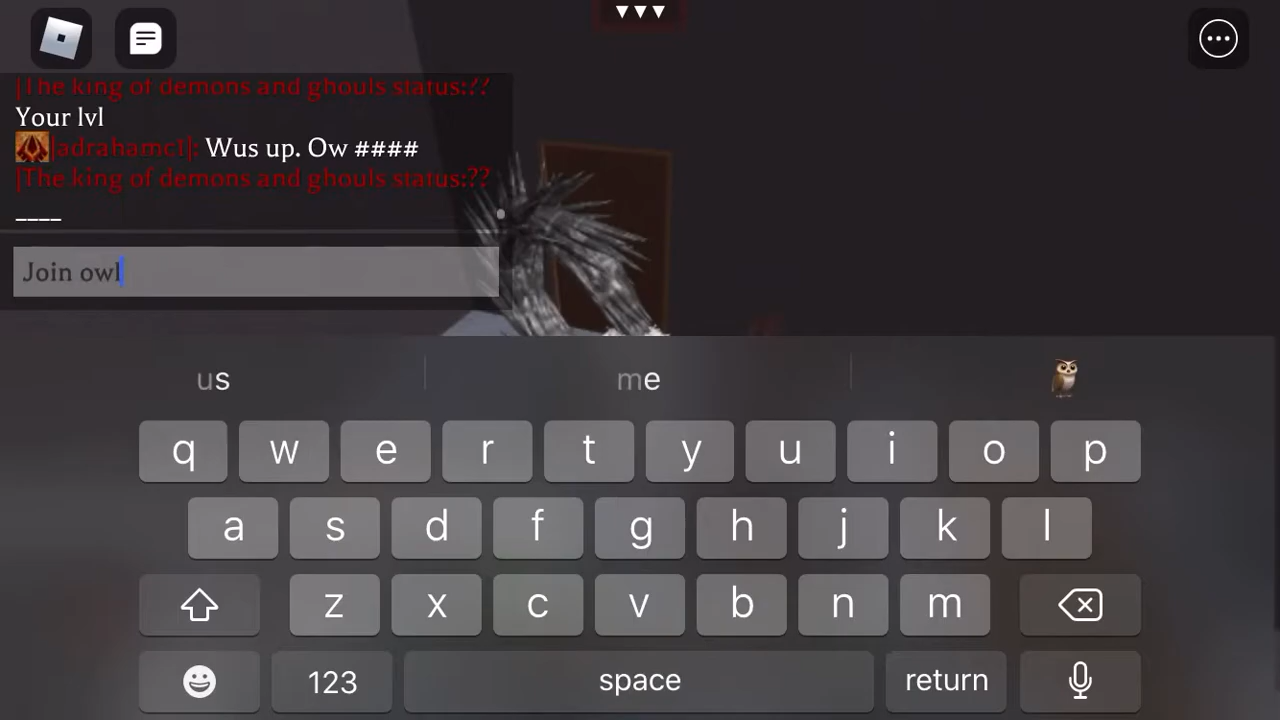 ▼▼▼
|The king of demons and ghouls status:??
Your lvl
|adrahamc1|: Wus up. Ow ####
|The king of demons and ghouls status:??
____
Join owl
us me 🦉
q w e r t y u i o p
a s d f g h j k l
z x c v b n m
123 space return